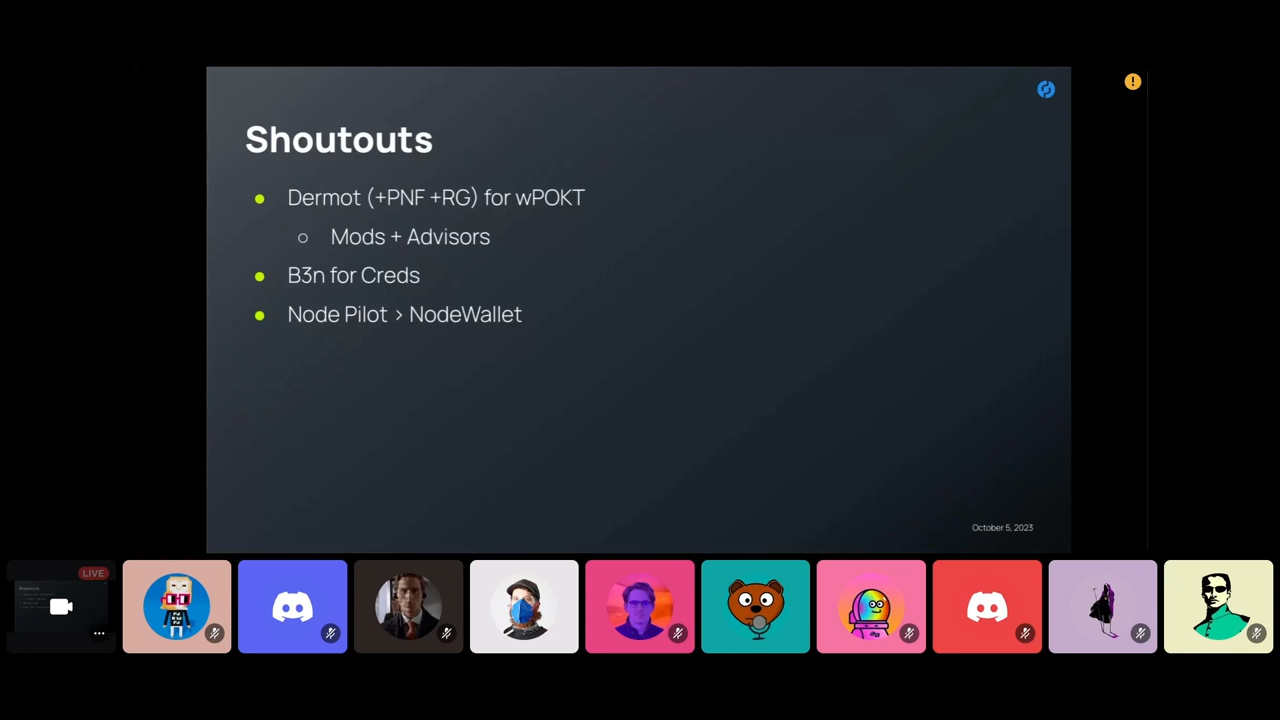 Shoutouts
● Dermot (+PNF +RG) for wPOKT
○ Mods + Advisors
● B3n for Creds
● Node Pilot > NodeWallet
October 5, 2023
LIVE